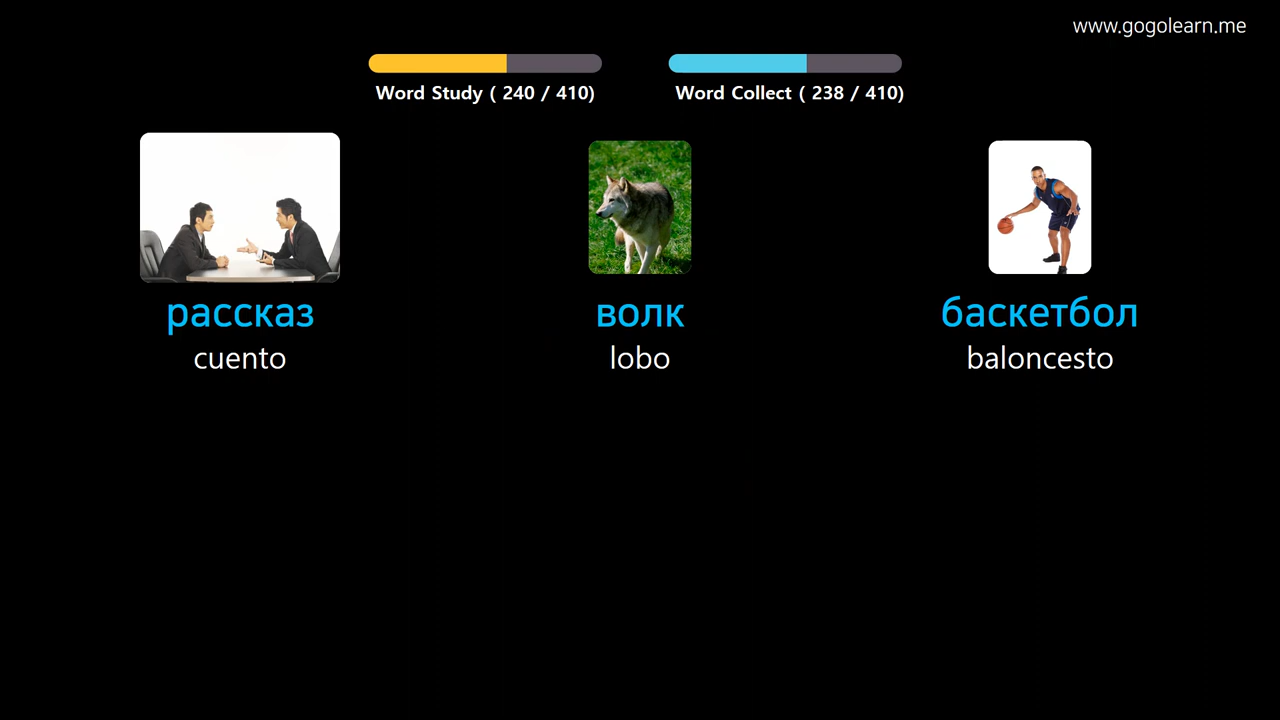 www.gogolearn.me
Word Study ( 240 / 410)
Word Collect ( 238 / 410)
рассказ
волк
баскетбол
cuento
lobo
baloncesto